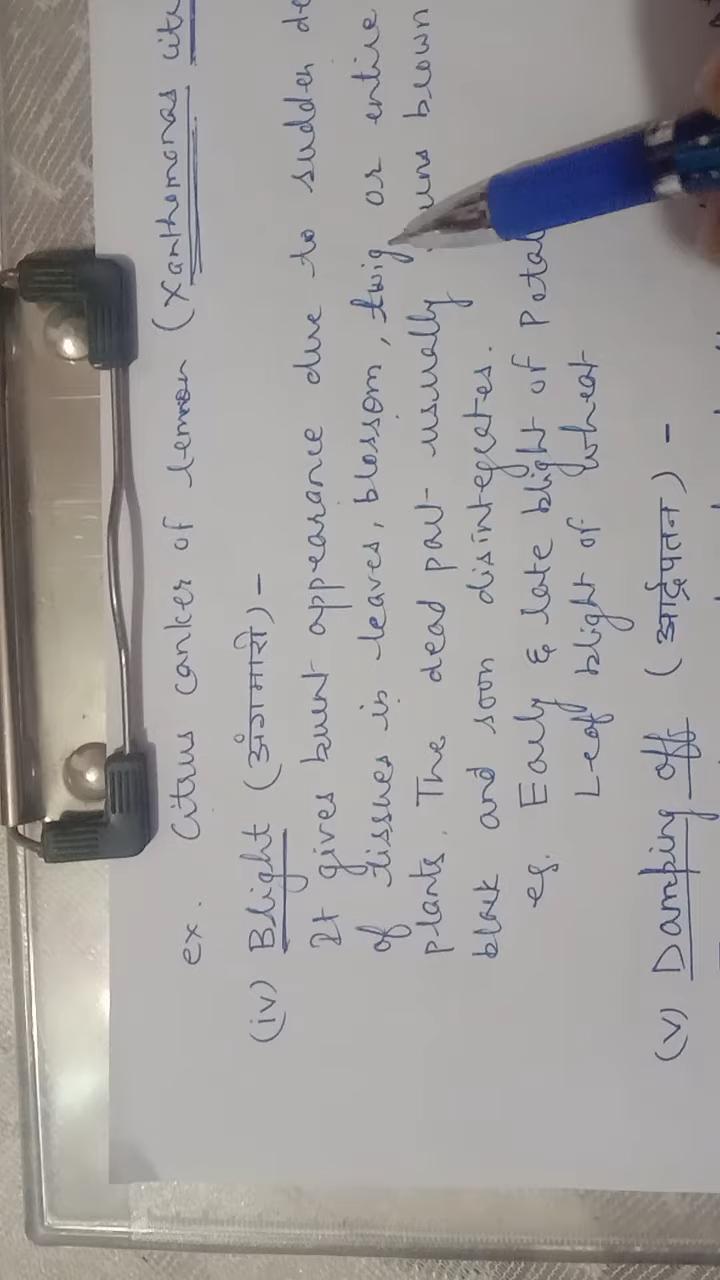 ex. Citrus canker of lemon (Xanthomonas
(iv) Blight (अंगमारी) –
It gives burnt appearance due to sudden
of tissues is leaves, blossom, twig or entire
plants. The dead part usually brown
black and soon disintegrates.
eg. Early & late blight of
Leaf blight of wheat
(v) Damping off (आर्द्रपतन) –